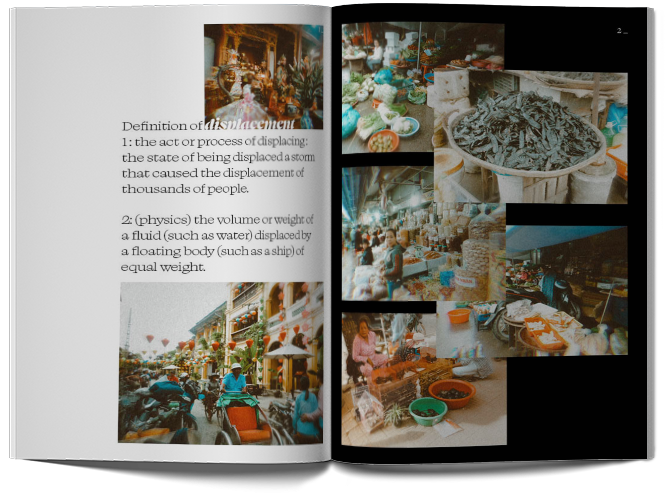 Definition of displacement
1: the act or process of displacing:
the state of being displaced a storm
that caused the displacement of
thousands of people.
2: (physics) the volume or weight of
a fluid (such as water) displaced by
a floating body (such as a ship) of
equal weight.
2